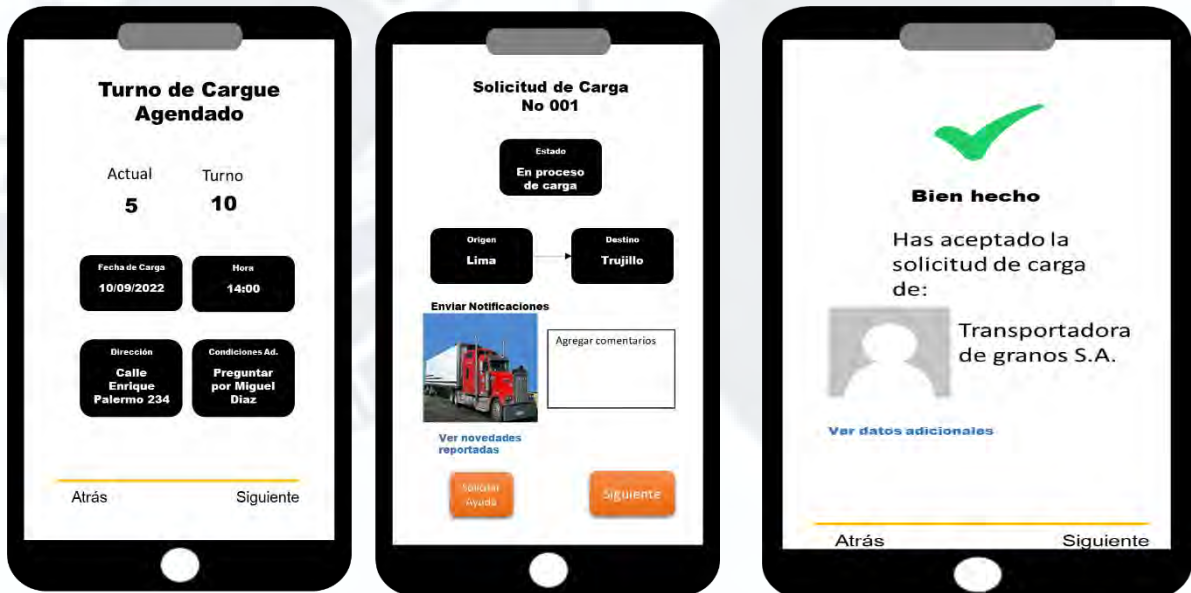 Turno de Cargue
Agendado
Actual
Turno
5
10
Fecha de Carga
10/09/2022
Hora
14:00
Dirección
Calle
Enrique
Palermo 234
Condiciones Ad.
Preguntar
por Miguel
Diaz
Atrás
Siguiente
Solicitud de Carga
No 001
Estado
En proceso
de carga
Origen
Lima
Destino
Trujillo
Enviar Notificaciones
Agregar comentarios
Ver novedades
reportadas
Solicitar
Ayuda
Siguiente
Bien hecho
Has aceptado la
solicitud de carga
de:
Transportadora
de granos S.A.
Ver datos adicionales
Atrás
Siguiente